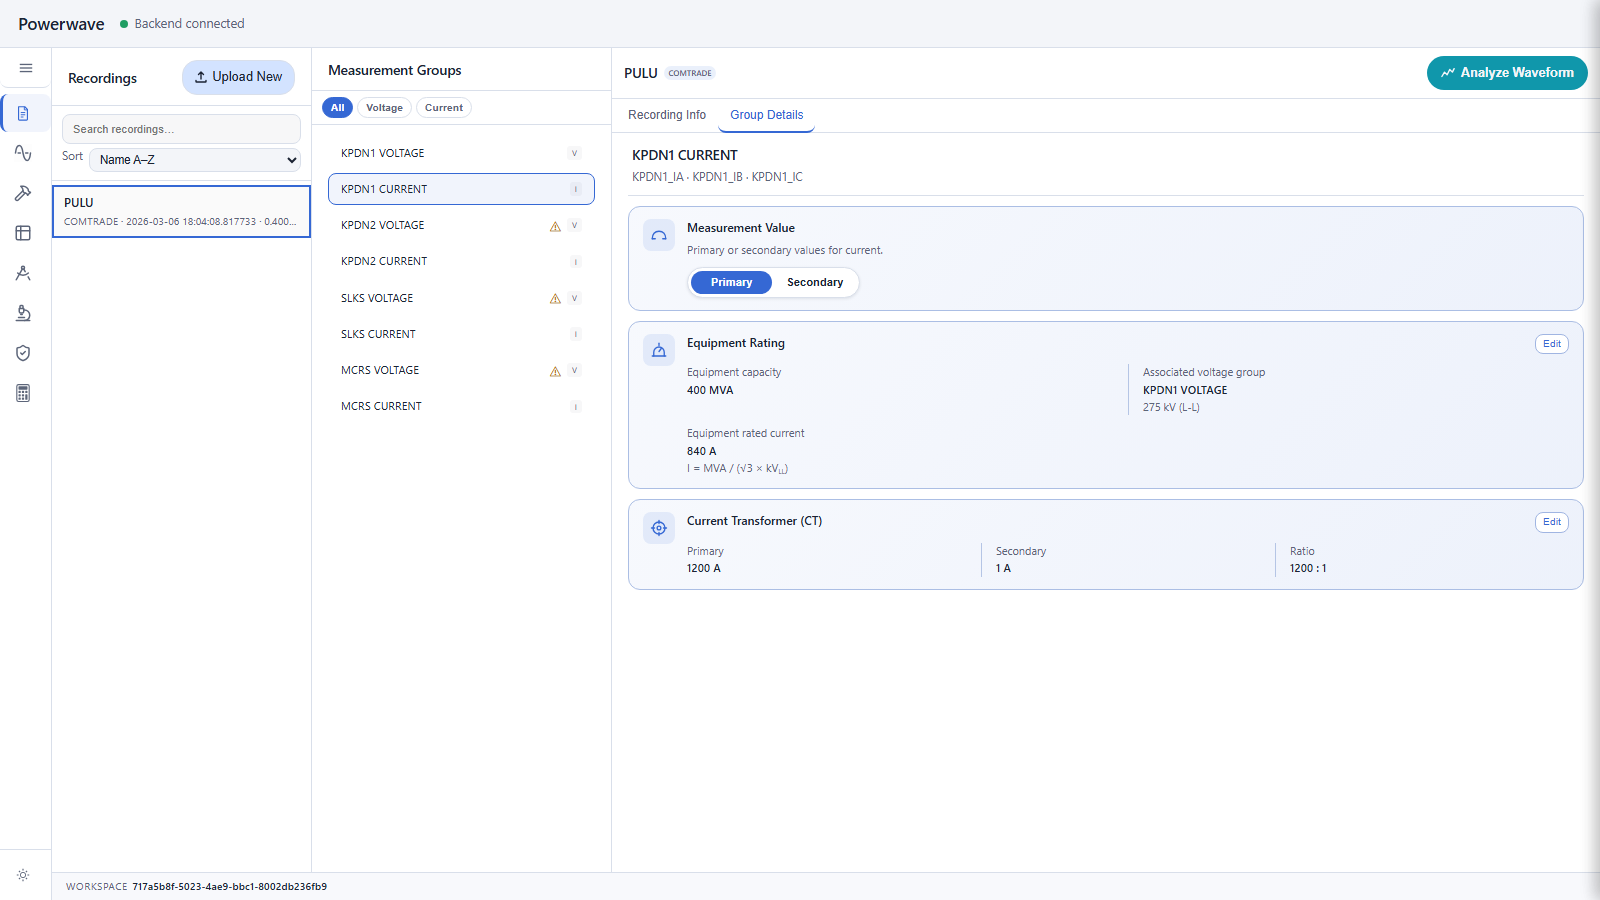 Powerwave
Backend connected
Recordings
Upload New
Search recordings...
Sort
Name A–Z
PULU
COMTRADE · 2026-03-06 18:04:08.817733 · 0.400...
Measurement Groups
All
Voltage
Current
KPDN1 VOLTAGE
V
KPDN1 CURRENT
I
KPDN2 VOLTAGE
V
KPDN2 CURRENT
I
SLKS VOLTAGE
V
SLKS CURRENT
I
MCRS VOLTAGE
V
MCRS CURRENT
I
PULU
COMTRADE
Analyze Waveform
Recording Info
Group Details
KPDN1 CURRENT
KPDN1_IA · KPDN1_IB · KPDN1_IC
Measurement Value
Primary or secondary values for current.
Primary
Secondary
Equipment Rating
Edit
Equipment capacity
400 MVA
Associated voltage group
KPDN1 VOLTAGE
275 kV (L-L)
Equipment rated current
840 A
I = MVA / (√3 × kV_LL)
Current Transformer (CT)
Edit
Primary
1200 A
Secondary
1 A
Ratio
1200 : 1
WORKSPACE 717a5b8f-5023-4ae9-bbc1-8002db236fb9